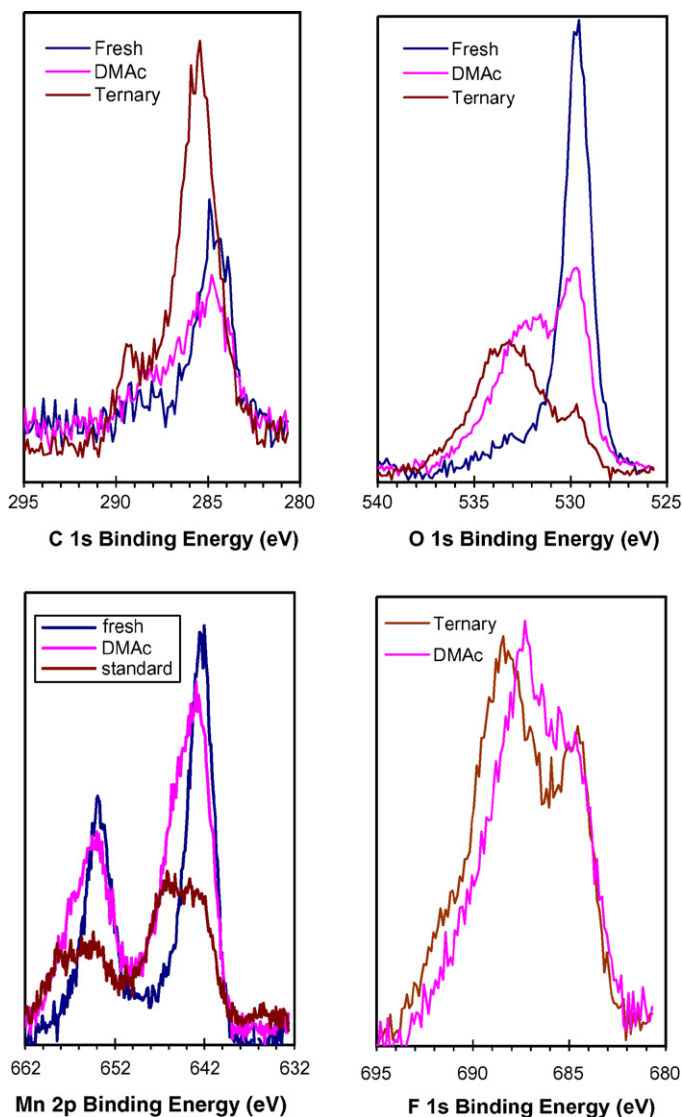 Fresh
DMAc
Ternary
295 290 285 280
C 1s Binding Energy (eV)
Fresh
DMAc
Ternary
540 535 530 525
O 1s Binding Energy (eV)
fresh
DMAc
standard
662 652 642 632
Mn 2p Binding Energy (eV)
Ternary
DMAc
695 690 685 680
F 1s Binding Energy (eV)